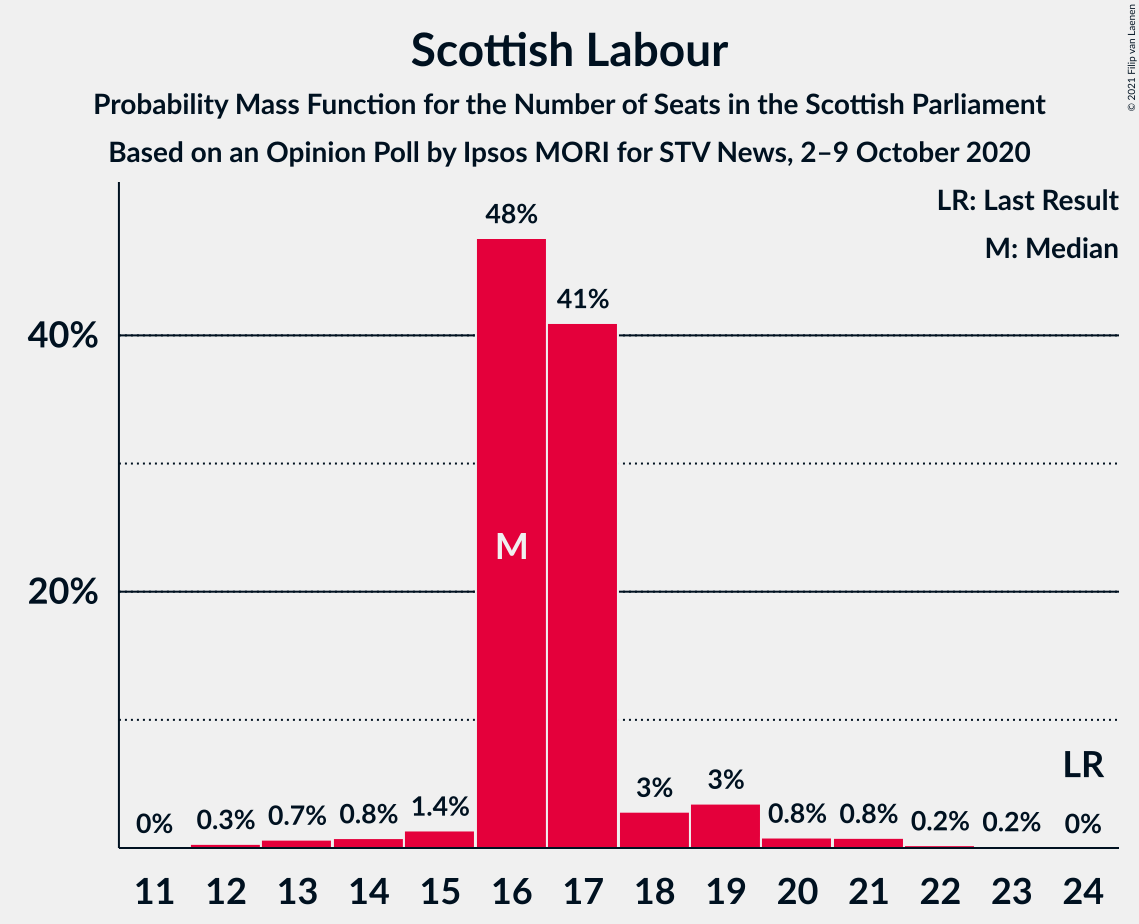 Scottish Labour
Probability Mass Function for the Number of Seats in the Scottish Parliament
Based on an Opinion Poll by Ipsos MORI for STV News, 2–9 October 2020
© 2021 Filip van Laenen
LR: Last Result
M: Median
48%
41%
40%
M
20%
LR
0% 0.3% 0.7% 0.8% 1.4% 3% 3% 0.8% 0.8% 0.2% 0.2% 0%
11 12 13 14 15 16 17 18 19 20 21 22 23 24